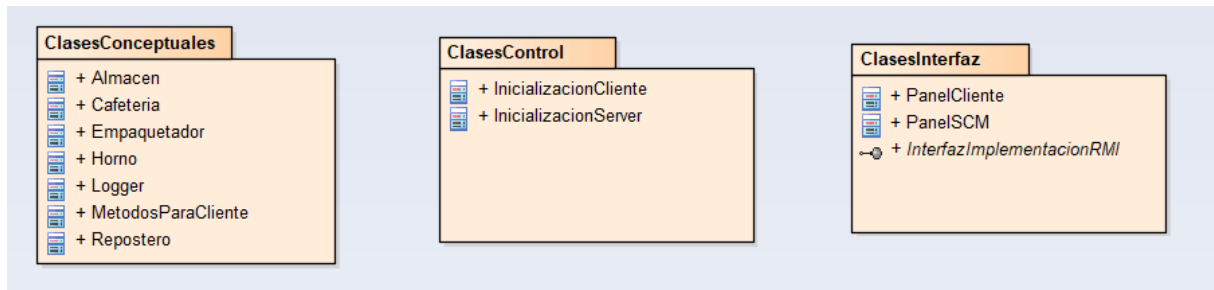 ClasesConceptuales
+ Almacen
+ Cafeteria
+ Empaquetador
+ Horno
+ Logger
+ MetodosParaCliente
+ Repostero
ClasesControl
+ InicializacionCliente
+ InicializacionServer
ClasesInterfaz
+ PanelCliente
+ PanelSCM
+ InterfazImplementacionRMI